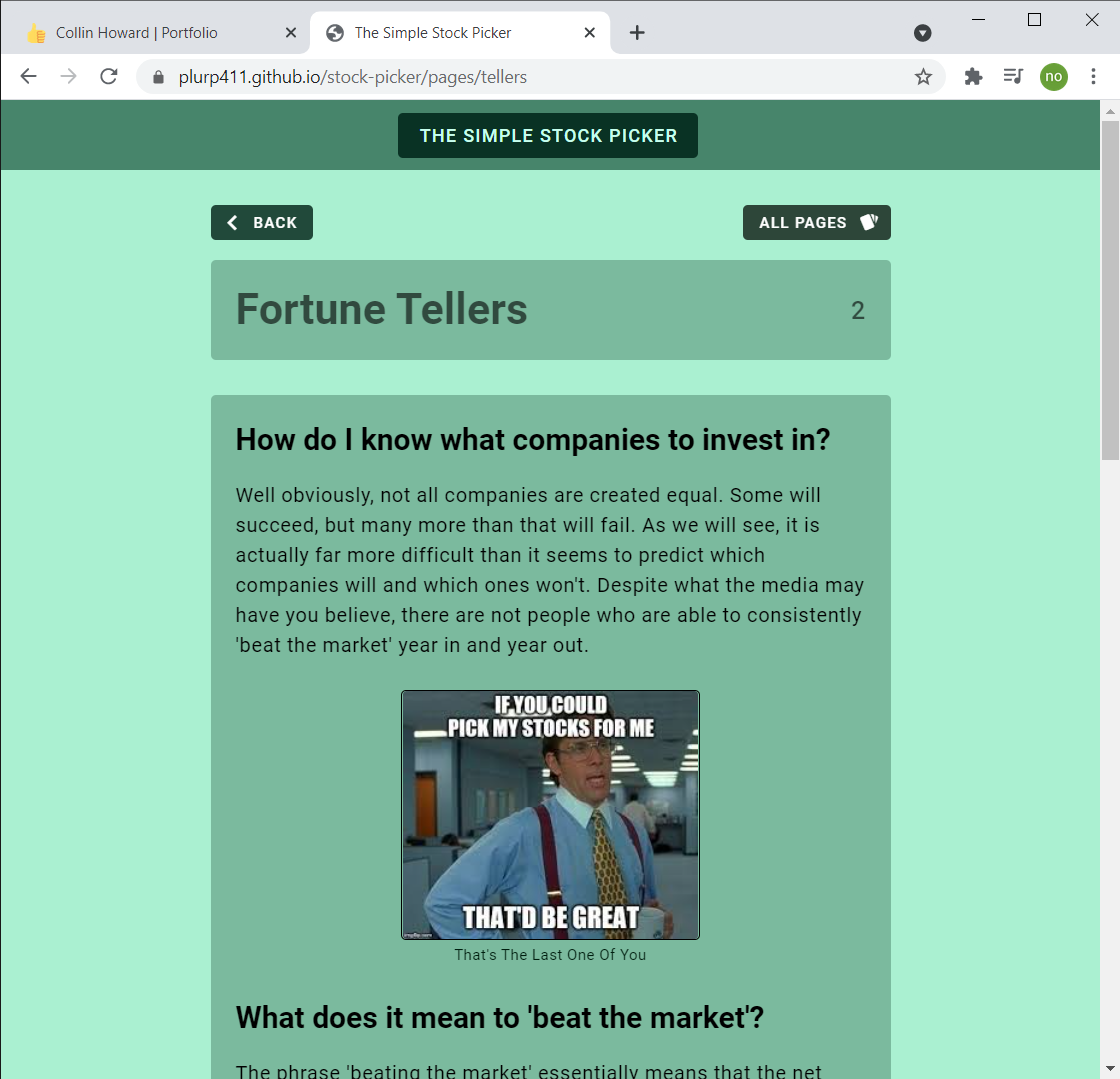 Collin Howard | Portfolio
The Simple Stock Picker
plurp411.github.io/stock-picker/pages/tellers
no
THE SIMPLE STOCK PICKER
BACK
ALL PAGES
Fortune Tellers
2
How do I know what companies to invest in?
Well obviously, not all companies are created equal. Some will
succeed, but many more than that will fail. As we will see, it is
actually far more difficult than it seems to predict which
companies will and which ones won't. Despite what the media may
have you believe, there are not people who are able to consistently
'beat the market' year in and year out.
IF YOU COULD
PICK MY STOCKS FOR ME
THAT'D BE GREAT
imgflip.com
That's The Last One Of You
What does it mean to 'beat the market'?
The phrase 'beating the market' essentially means that the net